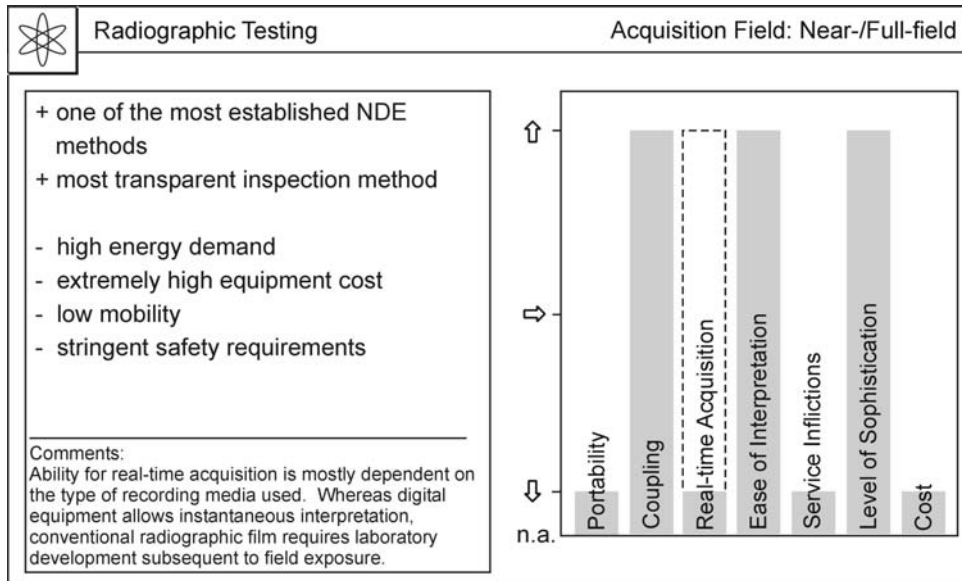 Radiographic Testing
Acquisition Field: Near-/Full-field
+ one of the most established NDE
methods
+ most transparent inspection method
- high energy demand
- extremely high equipment cost
- low mobility
- stringent safety requirements
Comments:
Ability for real-time acquisition is mostly dependent on
the type of recording media used. Whereas digital
equipment allows instantaneous interpretation,
conventional radiographic film requires laboratory
development subsequent to field exposure.
n.a.
Portability
Coupling
Real-time Acquisition
Ease of Interpretation
Service Inflictions
Level of Sophistication
Cost